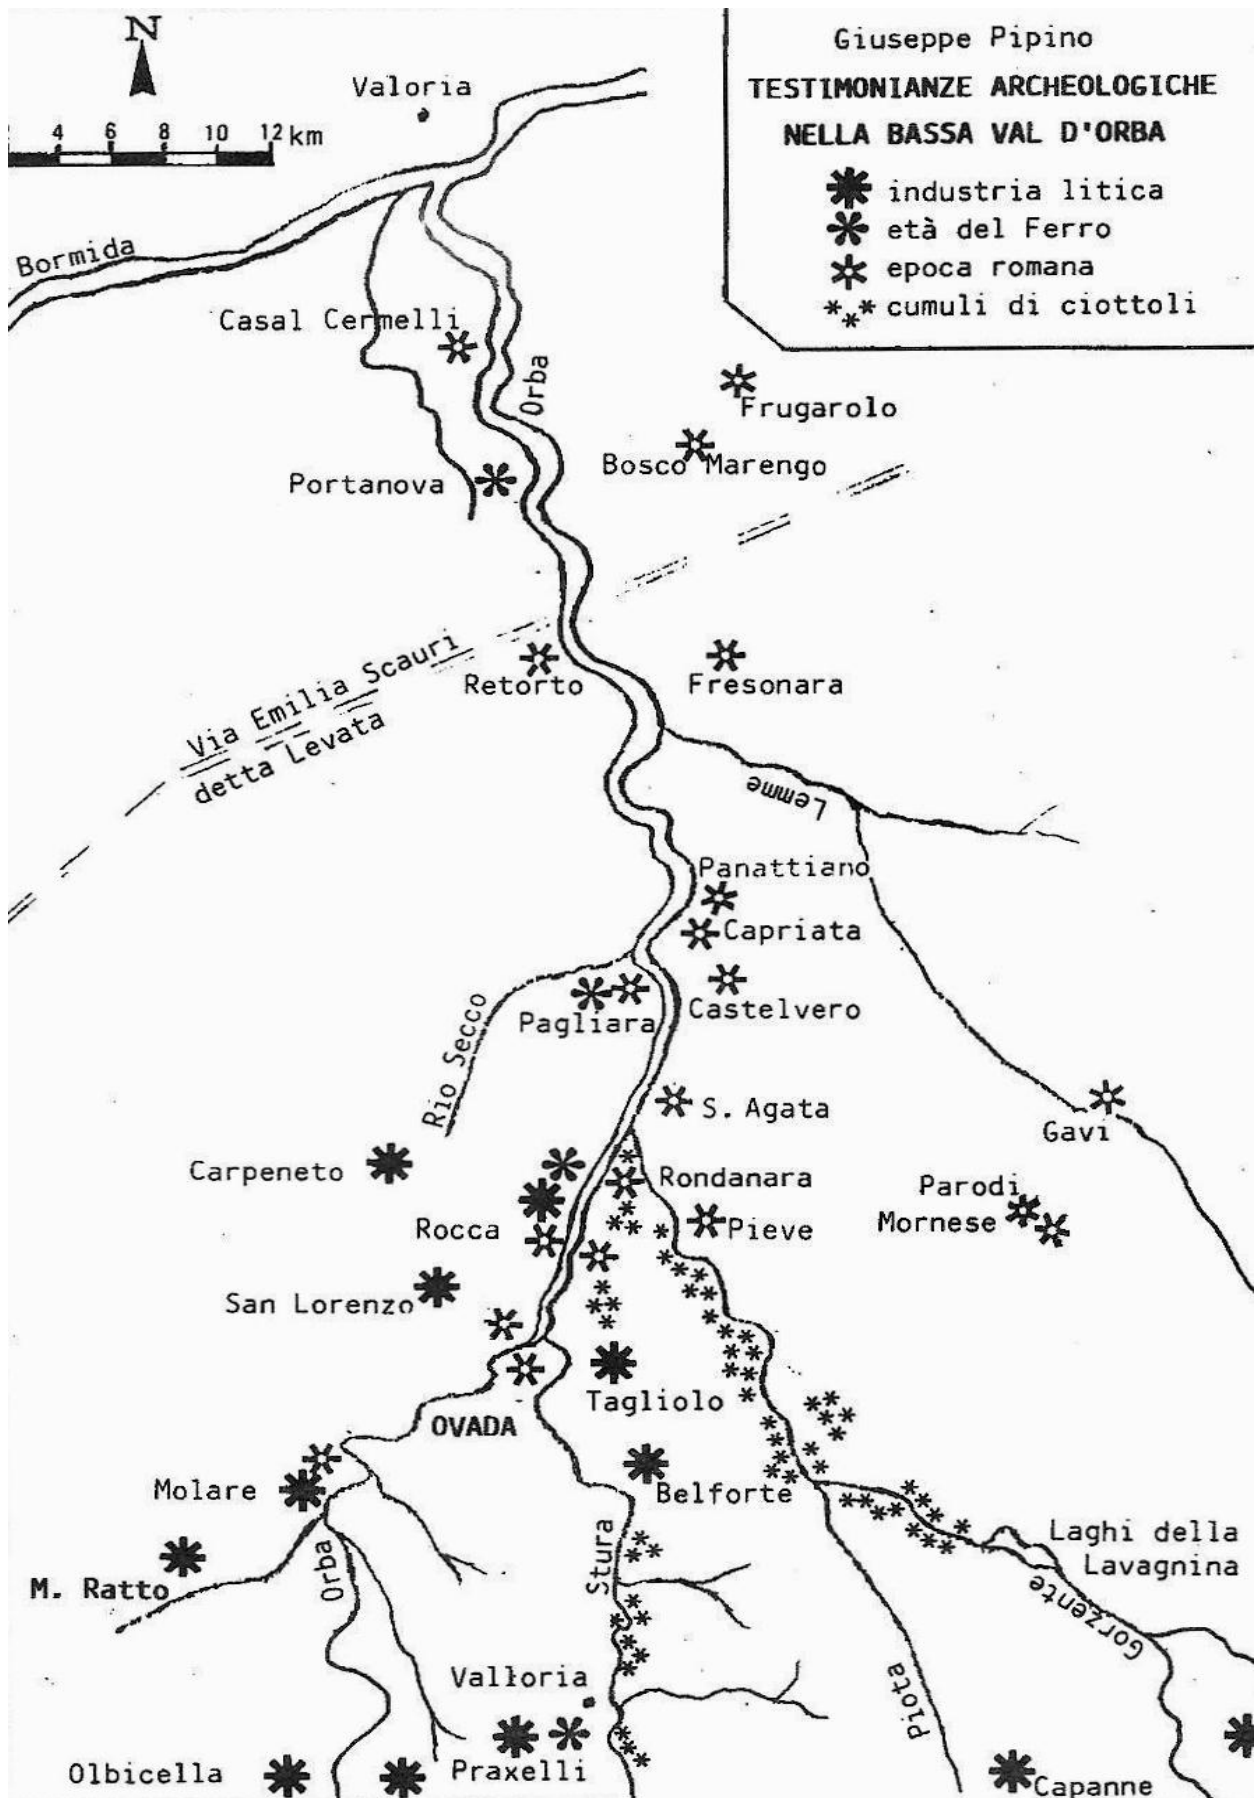 N
Valoria
4 6 8 10 12 km
Giuseppe Pipino
TESTIMONIANZE ARCHEOLOGICHE
NELLA BASSA VAL D'ORBA
industria litica
età del Ferro
epoca romana
cumuli di ciottoli
Bormida
Casal Cermelli
Orba
Frugarolo
Bosco Marengo
Portanova
Via Emilia Scauri
detta Levata
Retorto
Fresonara
Lemme
Panattiano
Capriata
Castelvero
Pagliara
Rio Secco
S. Agata
Gavi
Carpeneto
Rondanara
Parodi
Mornese
Rocca
Pieve
San Lorenzo
Tagliolo
OVADA
Molare
Belforte
Laghi della
Lavagnina
M. Ratto
Orba
Stura
Gorzente
Valloria
Piota
Olbicella
Praxelli
Capanne